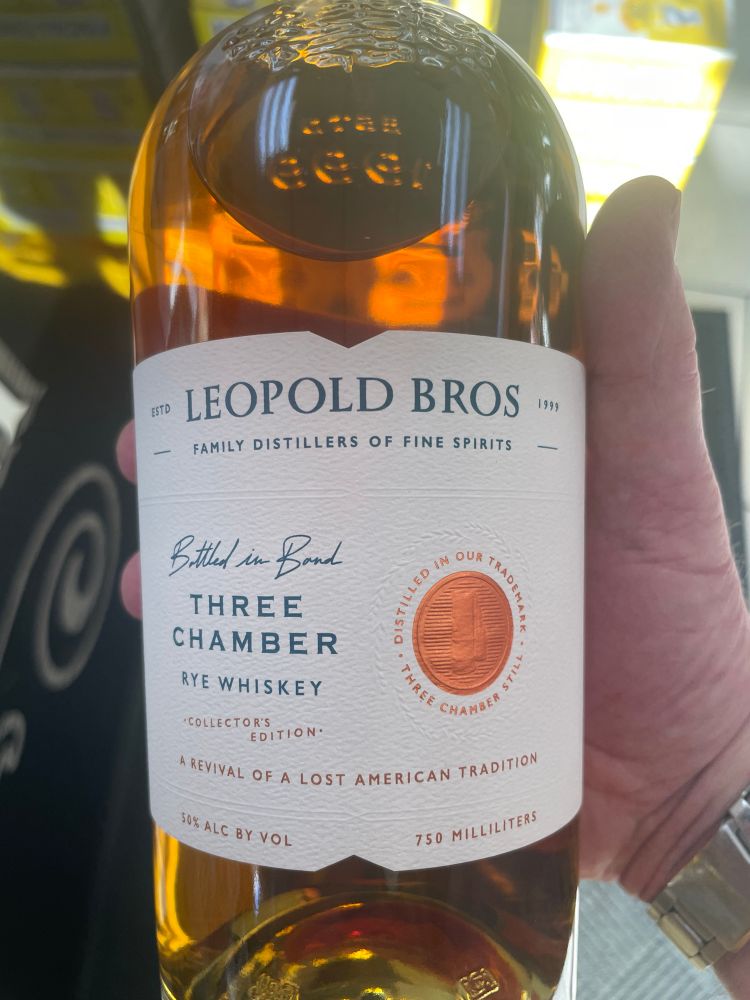 ESTD LEOPOLD BROS 1999
FAMILY DISTILLERS OF FINE SPIRITS
Bottled in Bond
THREE
CHAMBER
RYE WHISKEY
COLLECTOR'S
EDITION
DISTILLED IN OUR TRADEMARK
THREE CHAMBER STILL
A REVIVAL OF A LOST AMERICAN TRADITION
50% ALC BY VOL
750 MILLILITERS